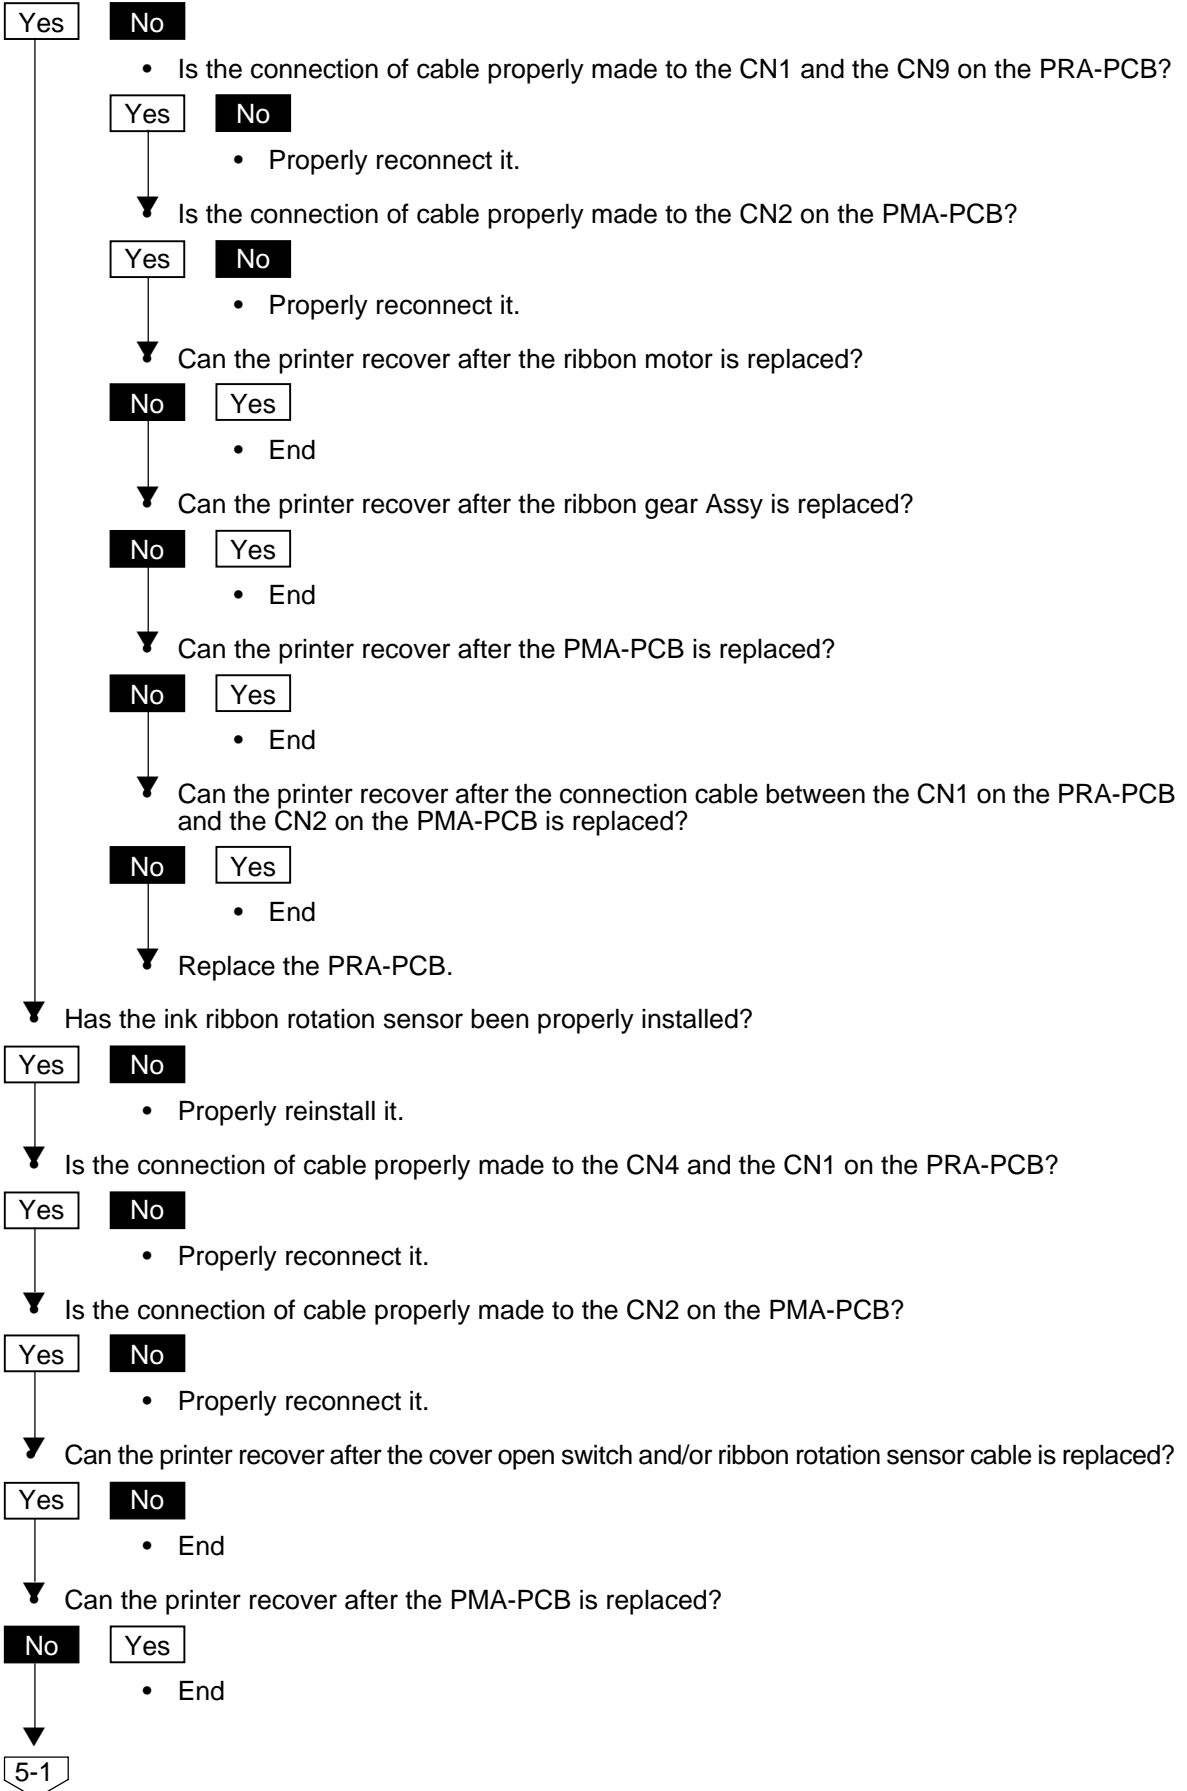 Yes No
• Is the connection of cable properly made to the CN1 and the CN9 on the PRA-PCB?
Yes No
• Properly reconnect it.
• Is the connection of cable properly made to the CN2 on the PMA-PCB?
Yes No
• Properly reconnect it.
• Can the printer recover after the ribbon motor is replaced?
No Yes
• End
• Can the printer recover after the ribbon gear Assy is replaced?
No Yes
• End
• Can the printer recover after the PMA-PCB is replaced?
No Yes
• End
• Can the printer recover after the connection cable between the CN1 on the PRA-PCB
and the CN2 on the PMA-PCB is replaced?
No Yes
• End
• Replace the PRA-PCB.
• Has the ink ribbon rotation sensor been properly installed?
Yes No
• Properly reinstall it.
• Is the connection of cable properly made to the CN4 and the CN1 on the PRA-PCB?
Yes No
• Properly reconnect it.
• Is the connection of cable properly made to the CN2 on the PMA-PCB?
Yes No
• Properly reconnect it.
• Can the printer recover after the cover open switch and/or ribbon rotation sensor cable is replaced?
Yes No
• End
• Can the printer recover after the PMA-PCB is replaced?
No Yes
• End
5-1